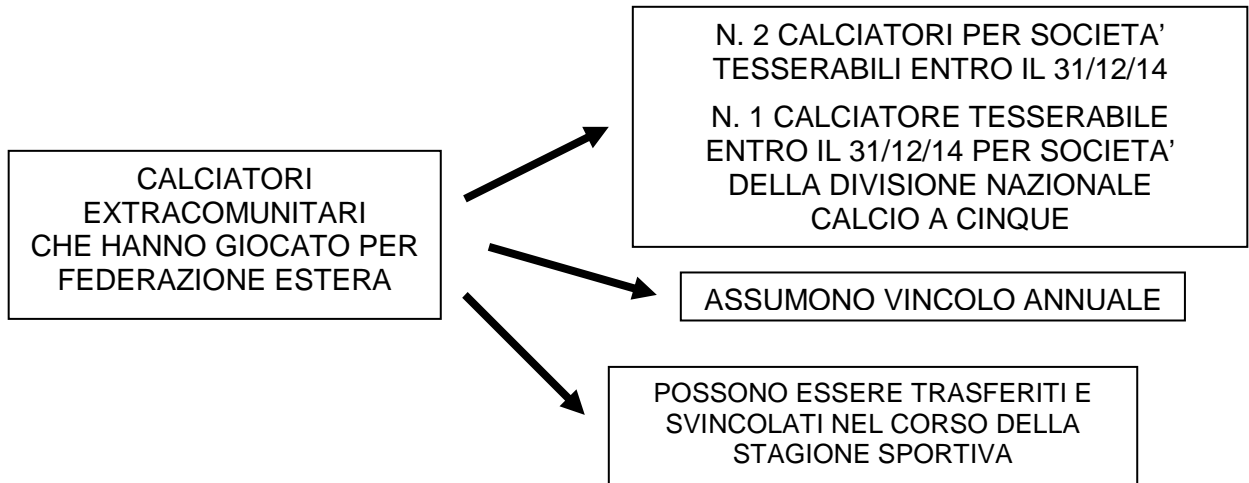 CALCIATORI
EXTRACOMUNITARI
CHE HANNO GIOCATO PER
FEDERAZIONE ESTERA
N. 2 CALCIATORI PER SOCIETA’
TESSERABILI ENTRO IL 31/12/14
N. 1 CALCIATORE TESSERABILE
ENTRO IL 31/12/14 PER SOCIETA’
DELLA DIVISIONE NAZIONALE
CALCIO A CINQUE
ASSUMONO VINCOLO ANNUALE
POSSONO ESSERE TRASFERITI E
SVINCOLATI NEL CORSO DELLA
STAGIONE SPORTIVA